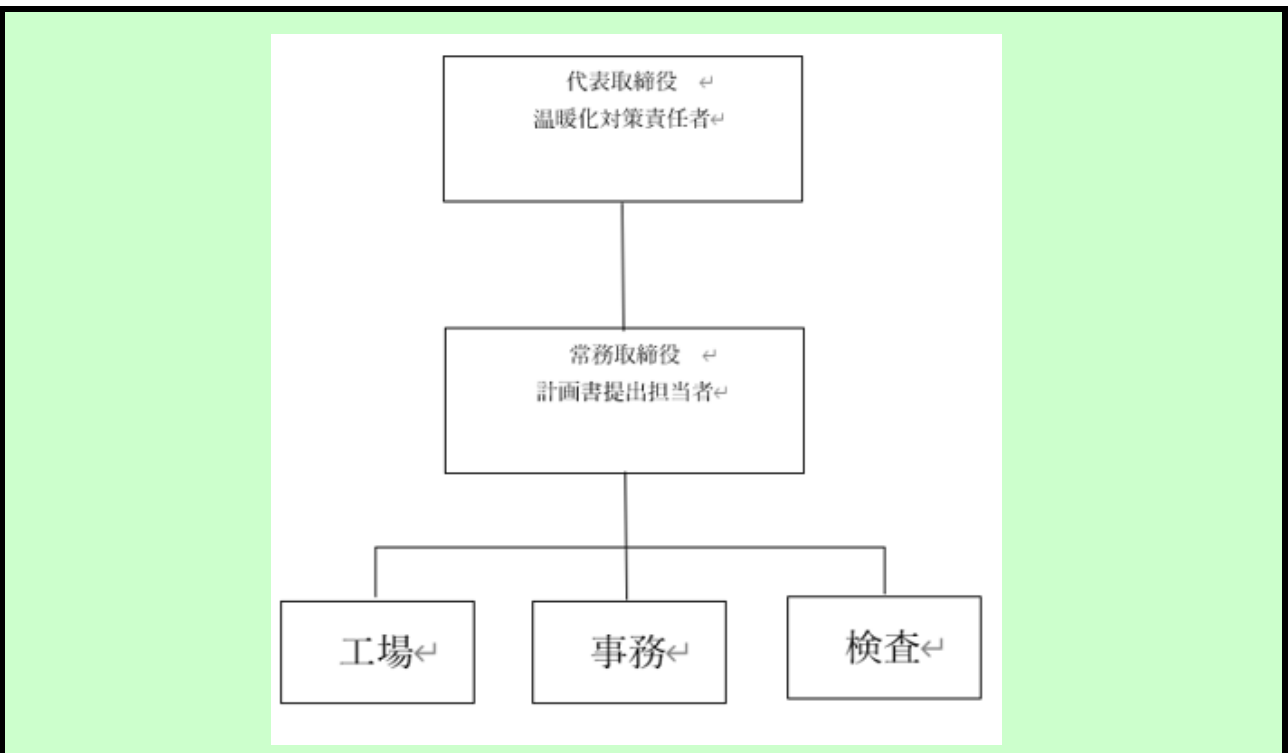 代表取締役
温暖化対策責任者
常務取締役
計画書提出担当者
工場
事務
検査